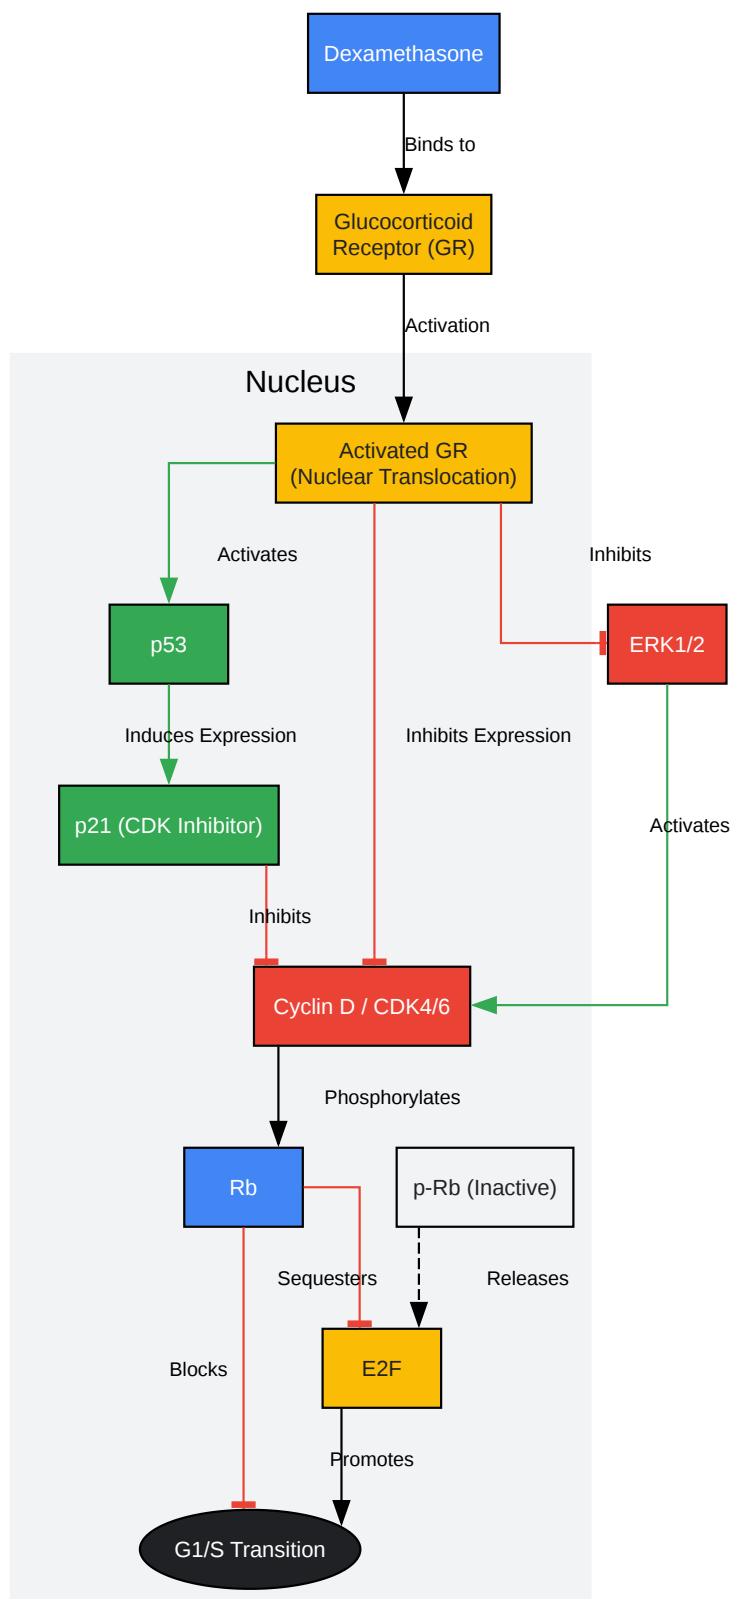 Dexamethasone
Binds to
Glucocorticoid
Receptor (GR)
Activation
Nucleus
Activated GR
(Nuclear Translocation)
Activates
Inhibits
p53
ERK1/2
Induces Expression
Inhibits Expression
p21 (CDK Inhibitor)
Activates
Inhibits
Cyclin D / CDK4/6
Phosphorylates
Rb
p-Rb (Inactive)
Sequesters
Releases
Blocks
E2F
Promotes
G1/S Transition